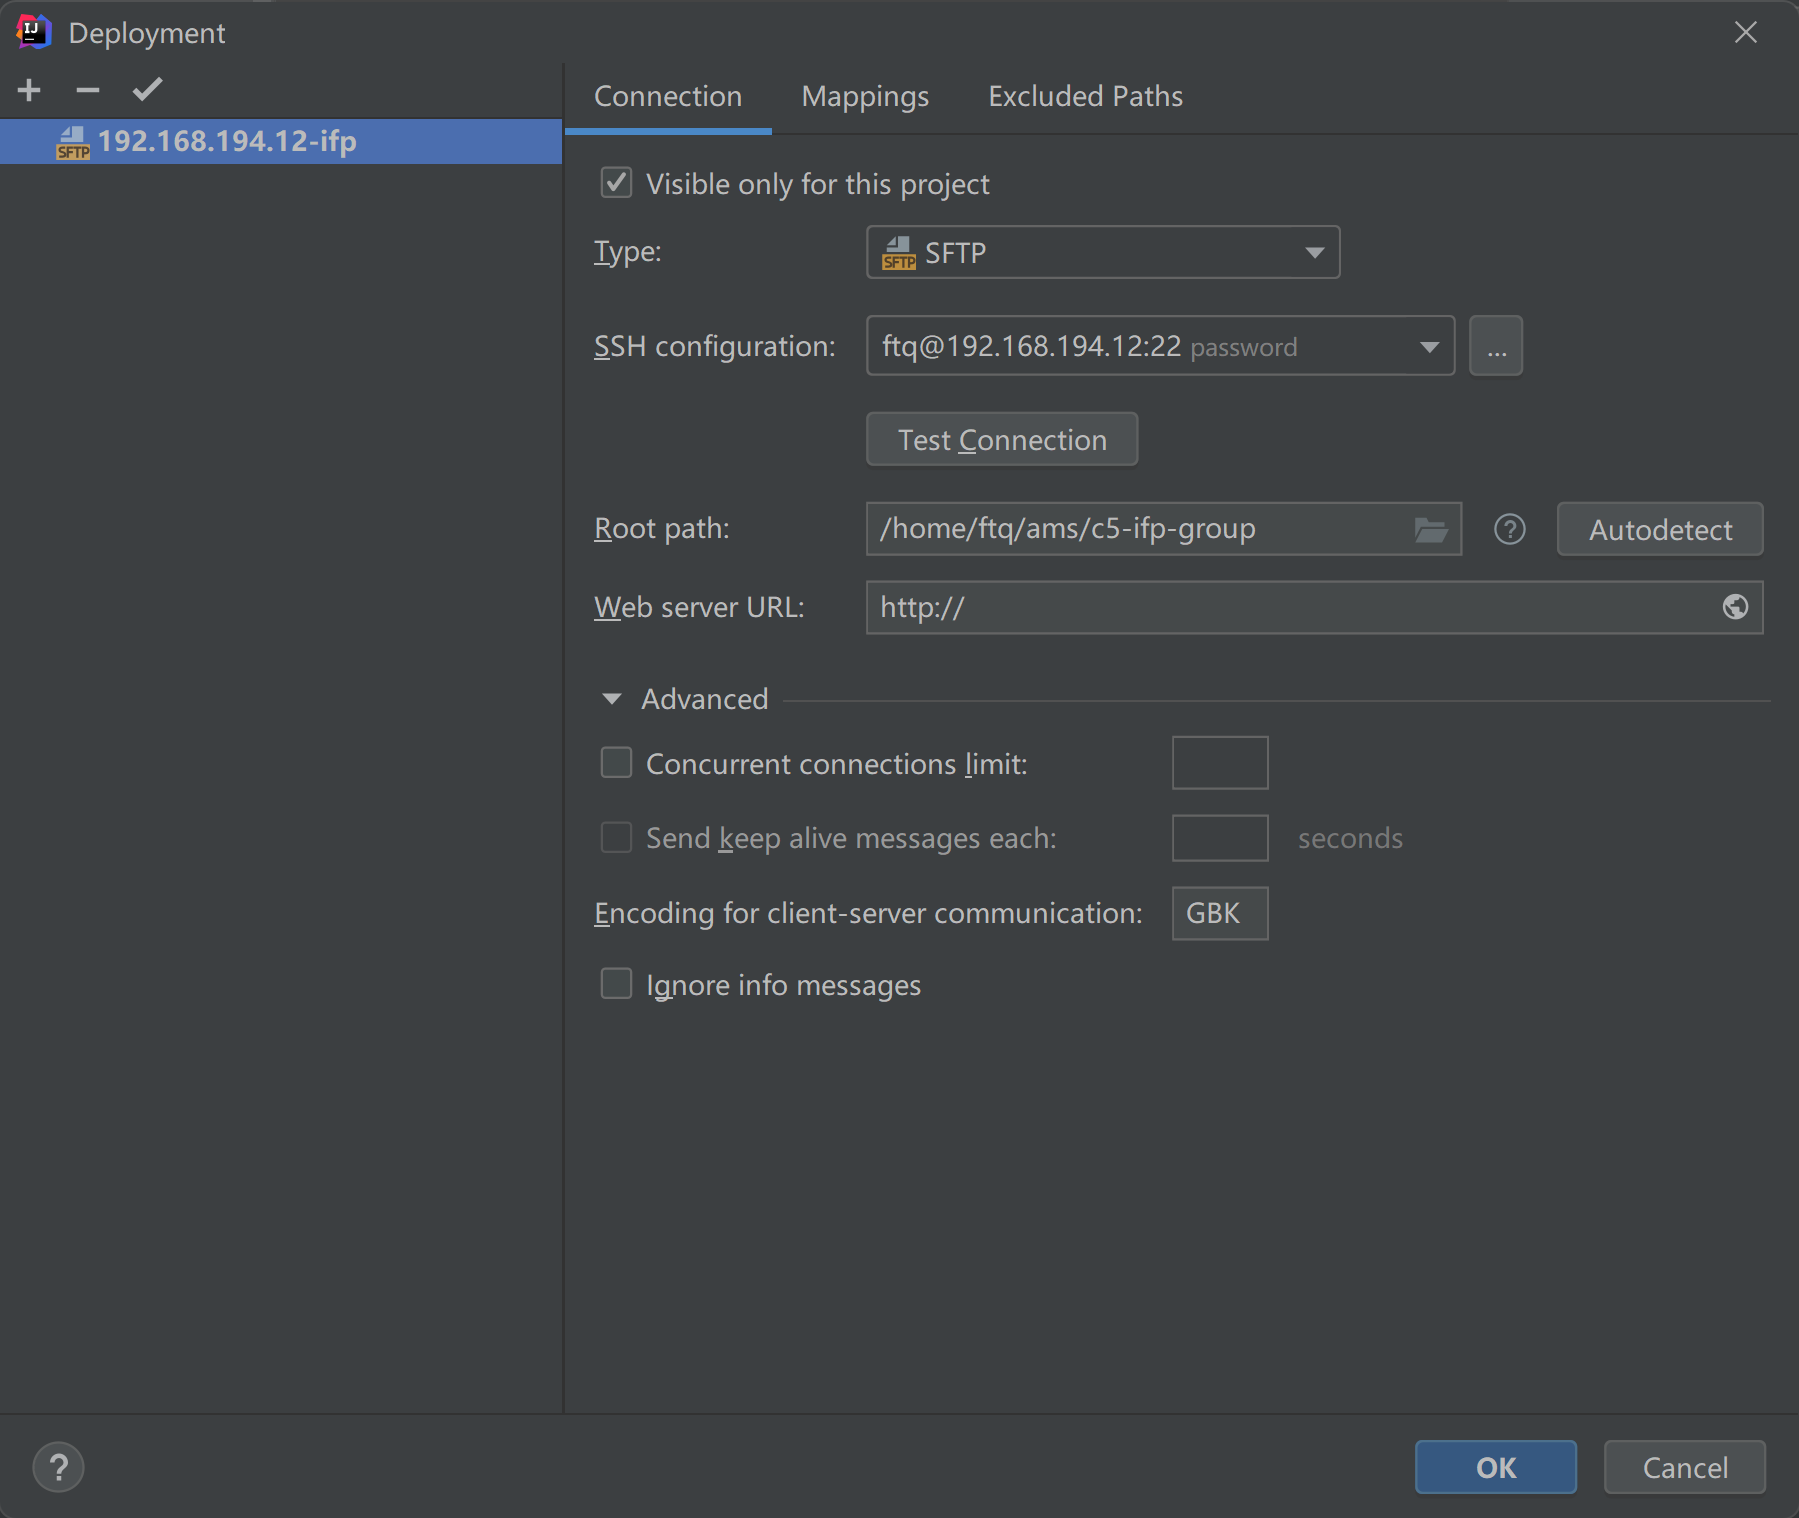 Deployment
SFTP 192.168.194.12-ifp
Connection Mappings Excluded Paths
Visible only for this project
Type: SFTP SFTP
SSH configuration: ftq@192.168.194.12:22 password ...
Test Connection
Root path: /home/ftq/ams/c5-ifp-group ? Autodetect
Web server URL: http://
Advanced
Concurrent connections limit:
Send keep alive messages each: seconds
Encoding for client-server communication: GBK
Ignore info messages
? OK Cancel